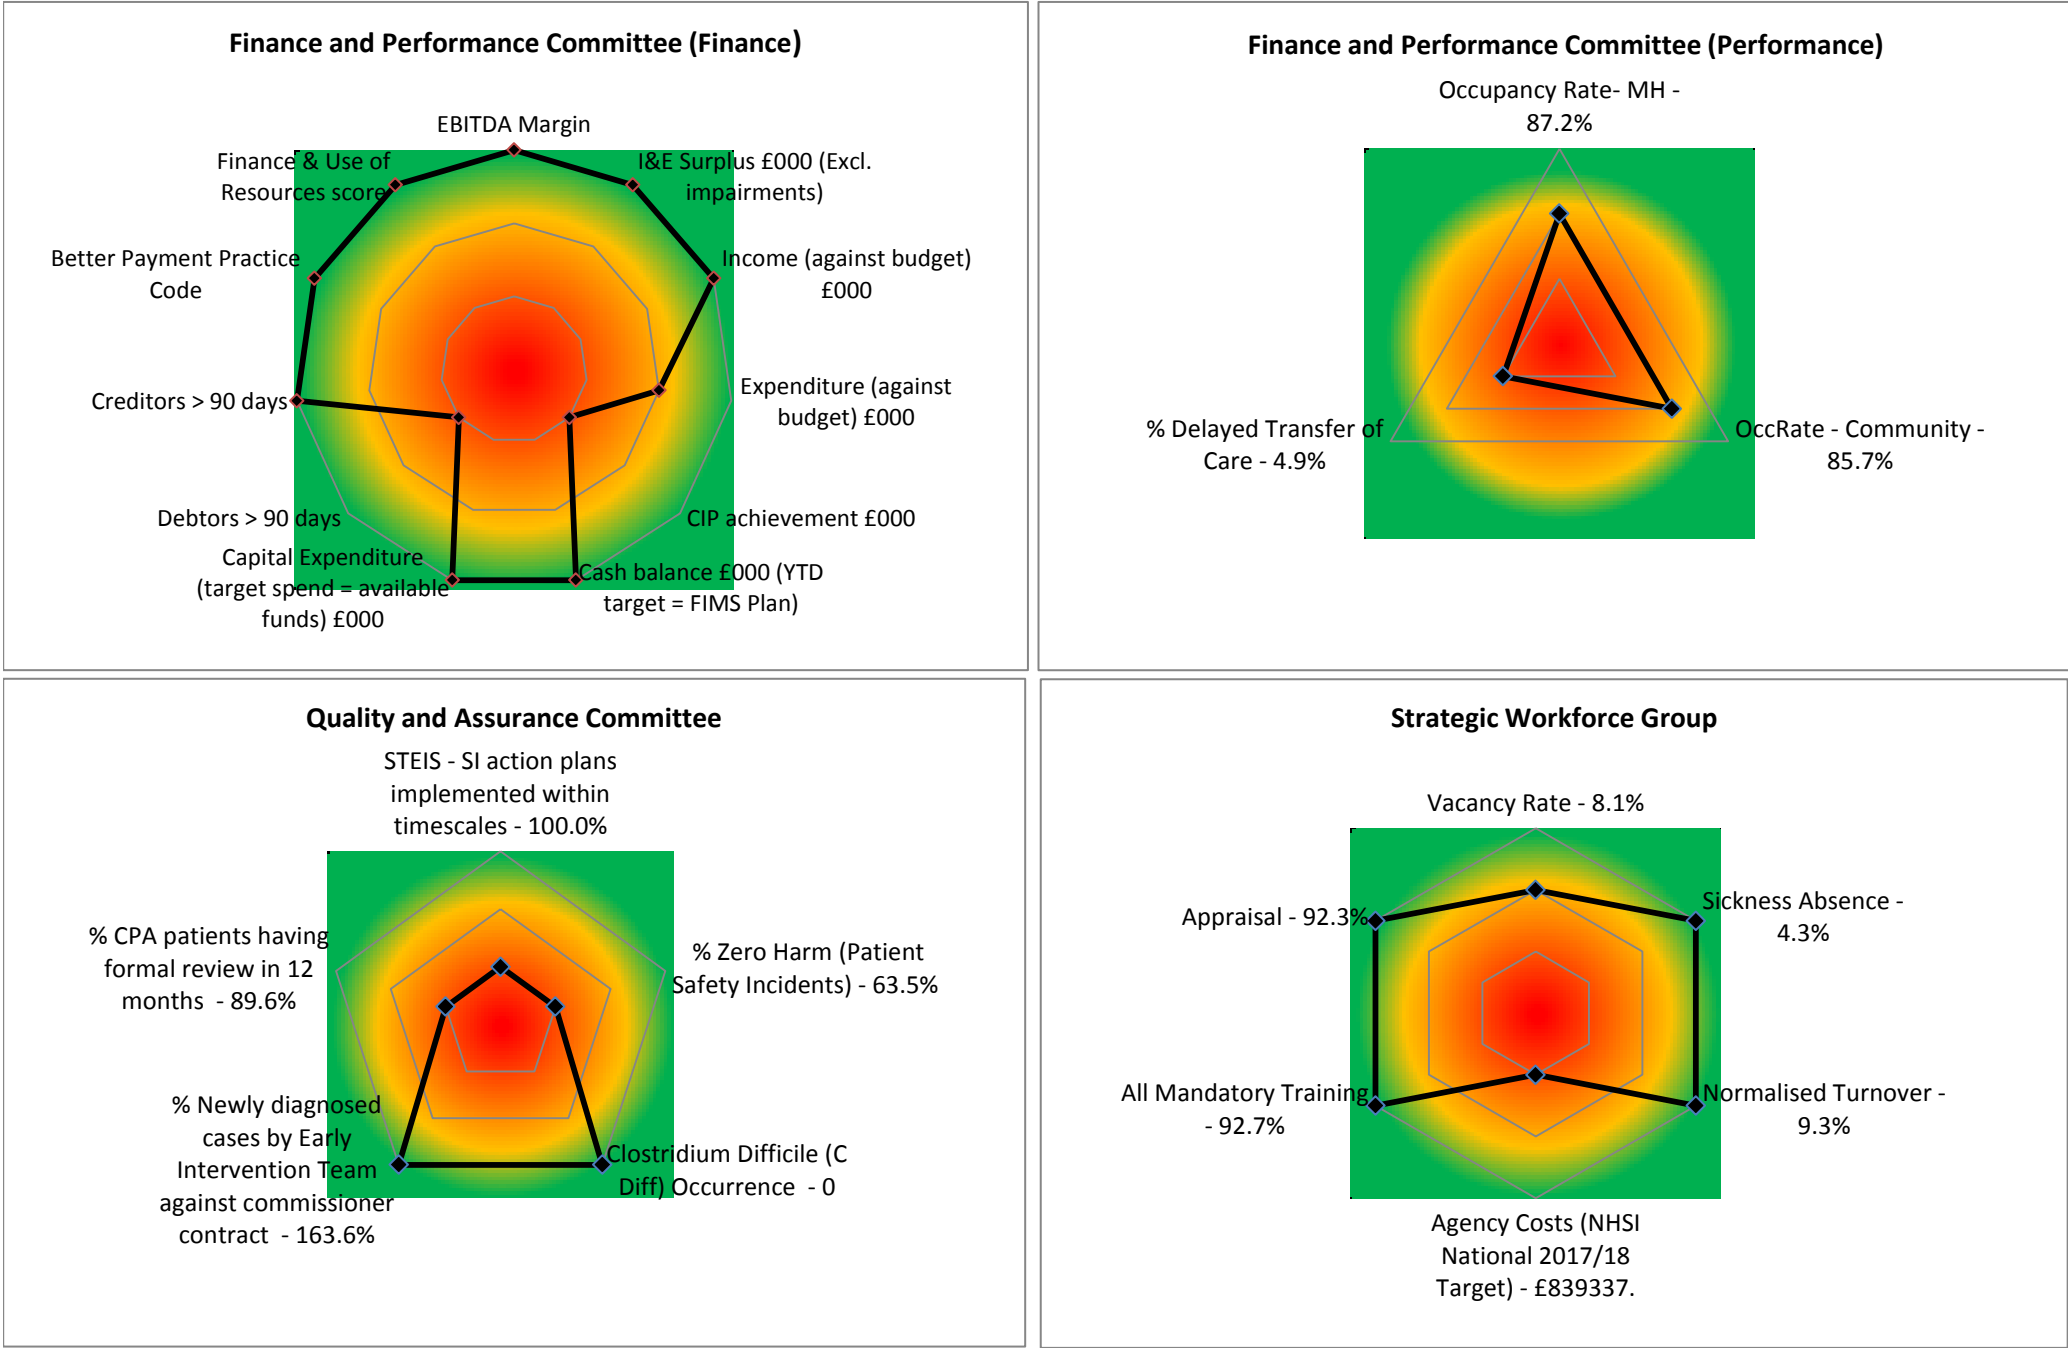 Finance and Performance Committee (Finance)
EBITDA Margin
I&E Surplus £000 (Excl.
impairments)
Income (against budget)
£000
Expenditure (against
budget) £000
CIP achievement £000
Cash balance £000 (YTD
target = FIMS Plan)
Capital Expenditure
(target spend = available
funds) £000
Debtors > 90 days
Creditors > 90 days
Better Payment Practice
Code
Finance & Use of
Resources score
Finance and Performance Committee (Performance)
Occupancy Rate- MH -
87.2%
OccRate - Community -
85.7%
% Delayed Transfer of
Care - 4.9%
Quality and Assurance Committee
STEIS - SI action plans
implemented within
timescales - 100.0%
% Zero Harm (Patient
Safety Incidents) - 63.5%
Clostridium Difficile (C
Diff) Occurrence  - 0
% Newly diagnosed
cases by Early
Intervention Team
against commissioner
contract  - 163.6%
% CPA patients having
formal review in 12
months  - 89.6%
Strategic Workforce Group
Vacancy Rate - 8.1%
Sickness Absence -
4.3%
Normalised Turnover -
9.3%
Agency Costs (NHSI
National 2017/18
Target) - £839337.
All Mandatory Training
- 92.7%
Appraisal - 92.3%